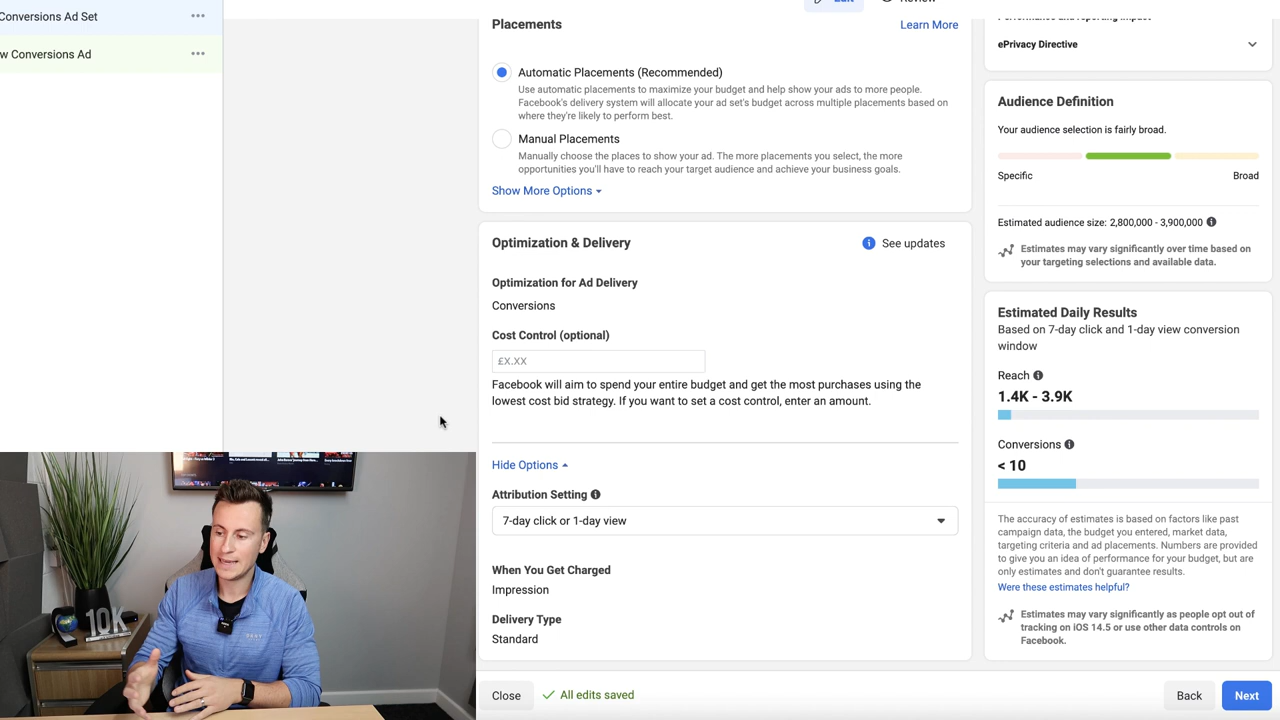 Conversions Ad Set
w Conversions Ad
Edit
Review
Placements
Learn More
Automatic Placements (Recommended)
Use automatic placements to maximize your budget and help show your ads to more people.
Facebook's delivery system will allocate your ad set's budget across multiple placements based on
where they're likely to perform best.
Manual Placements
Manually choose the places to show your ad. The more placements you select, the more
opportunities you'll have to reach your target audience and achieve your business goals.
Show More Options
Optimization & Delivery
See updates
Optimization for Ad Delivery
Conversions
Cost Control (optional)
£X.XX
Facebook will aim to spend your entire budget and get the most purchases using the
lowest cost bid strategy. If you want to set a cost control, enter an amount.
Hide Options
Attribution Setting
7-day click or 1-day view
When You Get Charged
Impression
Delivery Type
Standard
Close
All edits saved
Back
Next
Performance and reporting impact
ePrivacy Directive
Audience Definition
Your audience selection is fairly broad.
Specific
Broad
Estimated audience size: 2,800,000 - 3,900,000
Estimates may vary significantly over time based on
your targeting selections and available data.
Estimated Daily Results
Based on 7-day click and 1-day view conversion
window
Reach
1.4K - 3.9K
Conversions
< 10
The accuracy of estimates is based on factors like past
campaign data, the budget you entered, market data,
targeting criteria and ad placements. Numbers are provided
to give you an idea of performance for your budget, but are
only estimates and don't guarantee results.
Were these estimates helpful?
Estimates may vary significantly as people opt out of
tracking on iOS 14.5 or use other data controls on
Facebook.
10K